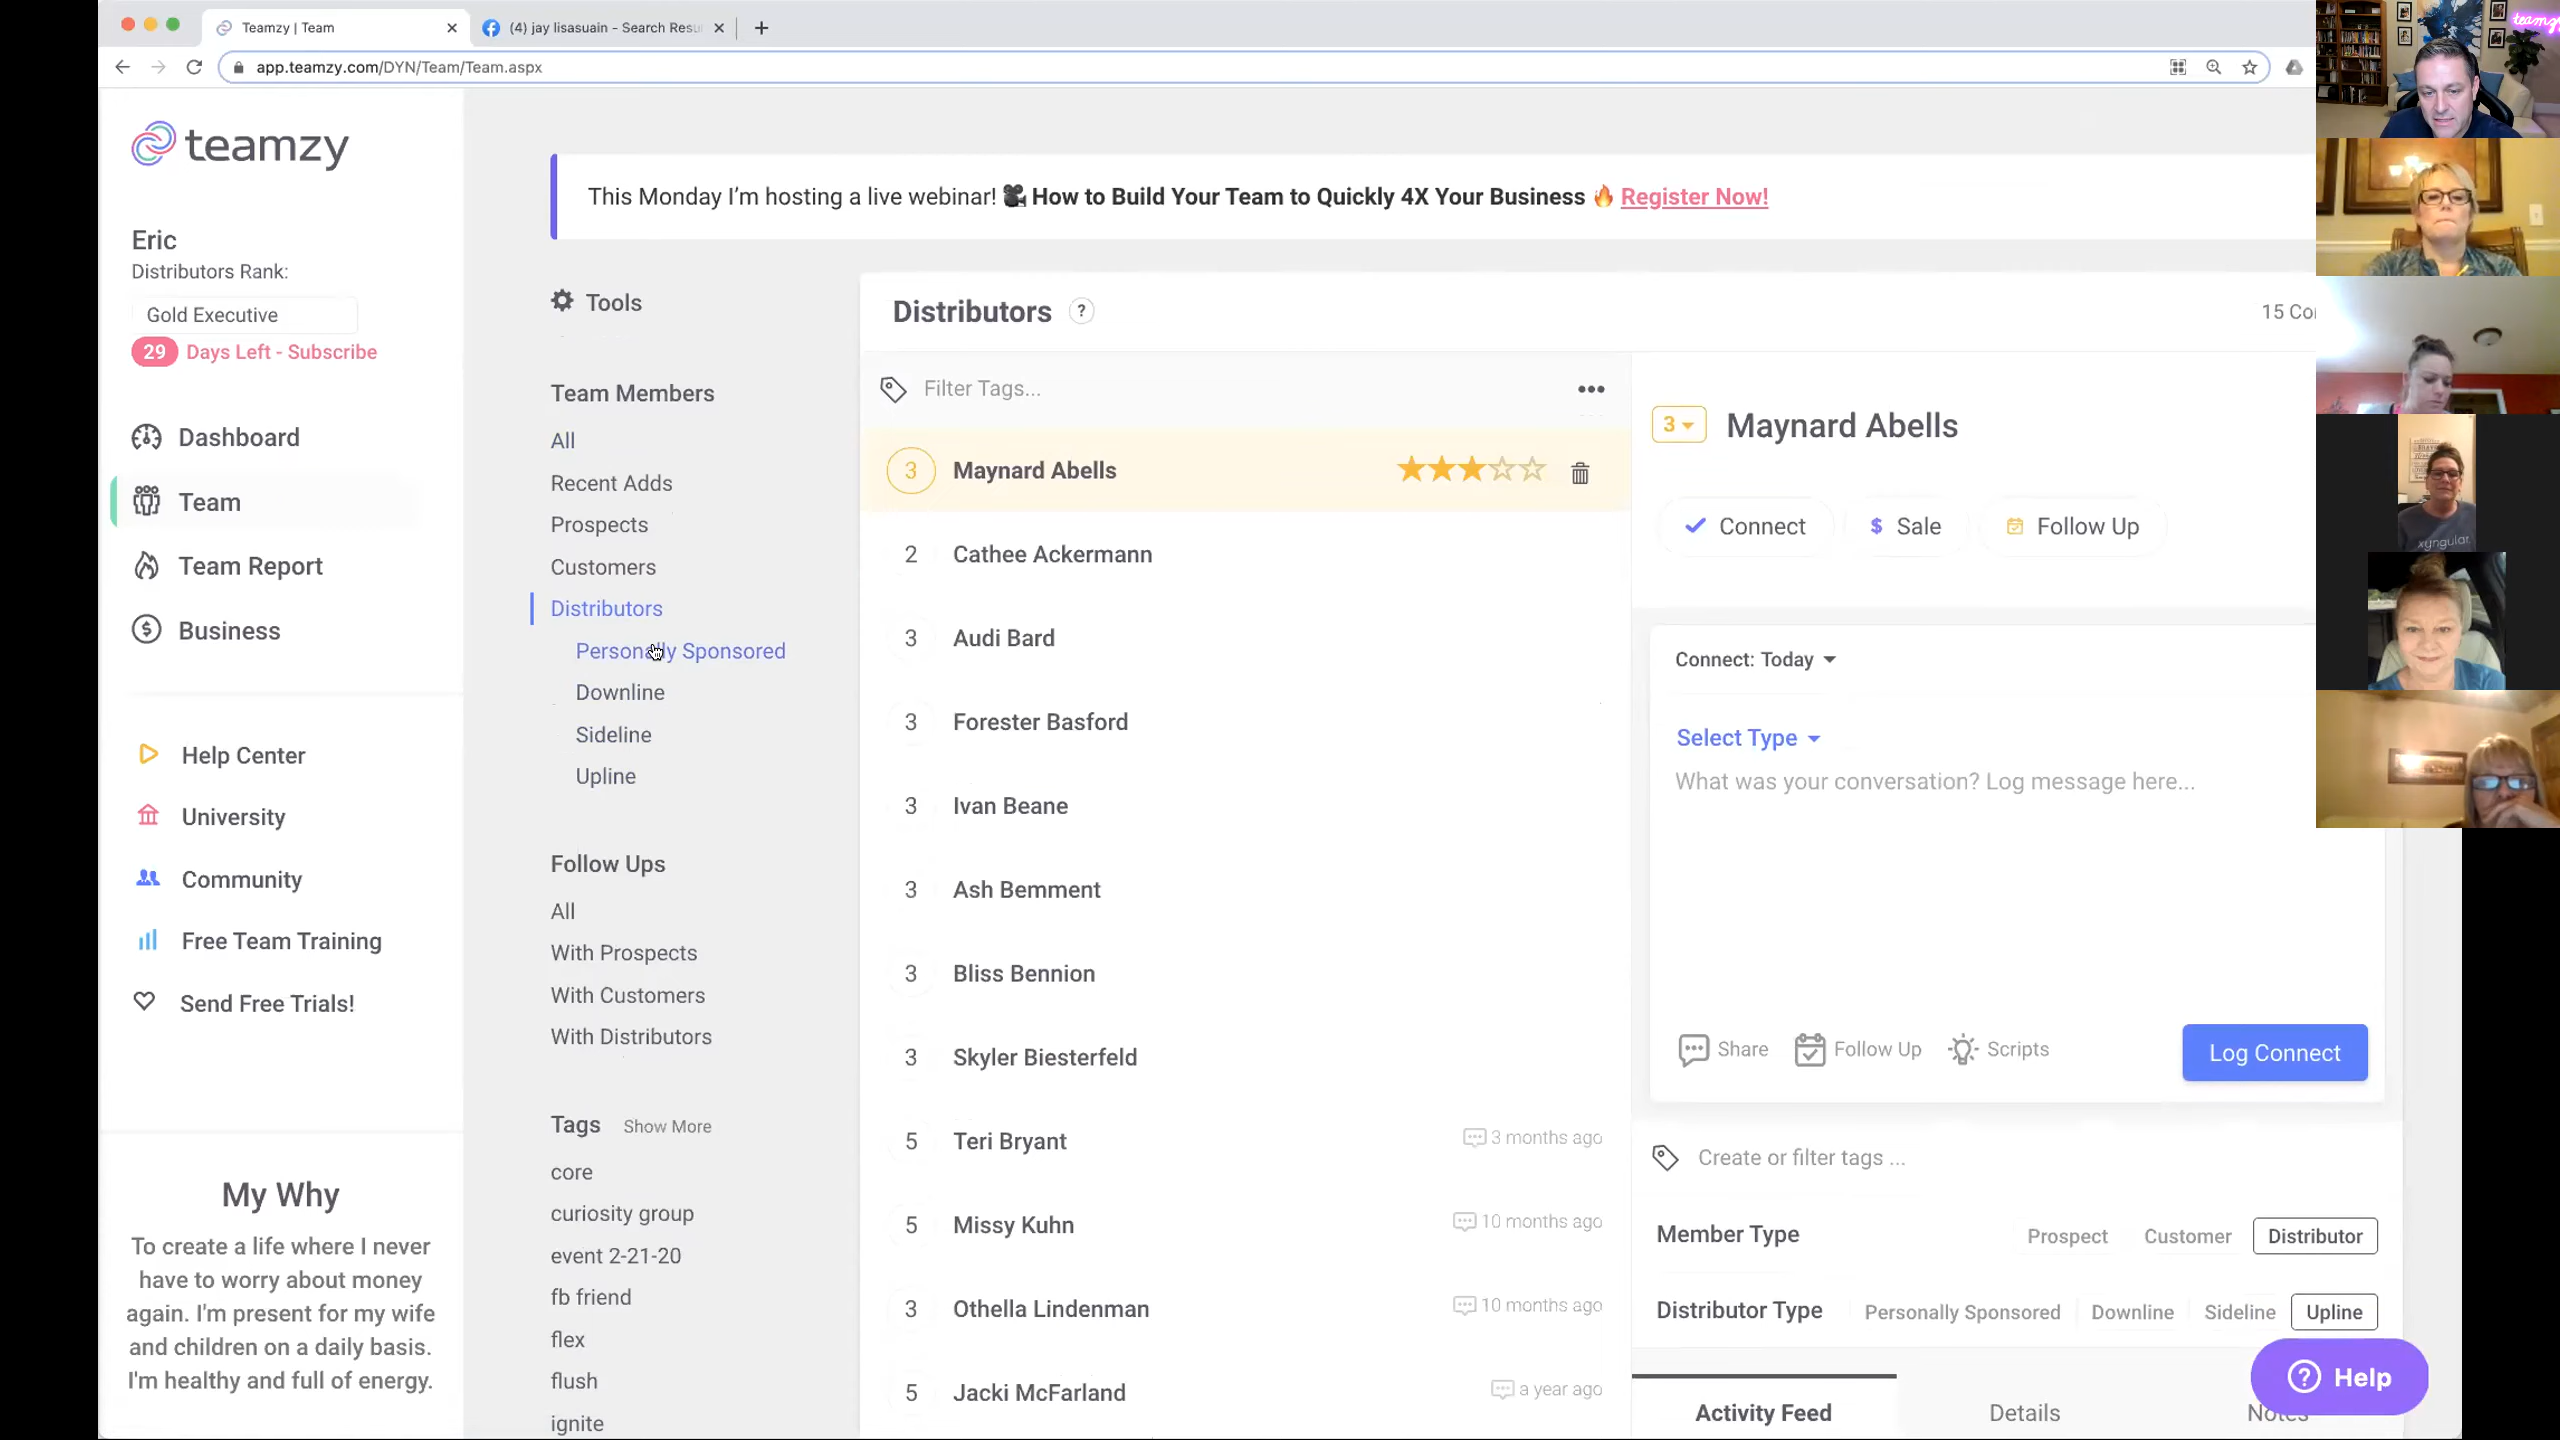 Teamzy | Team
(4) jay lisasuain - Search Resu
app.teamzy.com/DYN/Team/Team.aspx
teamzy
Eric
Distributors Rank:
Gold Executive
29 Days Left - Subscribe
Dashboard
Team
Team Report
Business
Help Center
University
Community
Free Team Training
Send Free Trials!
My Why
To create a life where I never
have to worry about money
again. I'm present for my wife
and children on a daily basis.
I'm healthy and full of energy.
This Monday I'm hosting a live webinar! 🎥 How to Build Your Team to Quickly 4X Your Business 🔥 Register Now!
Tools
Team Members
All
Recent Adds
Prospects
Customers
Distributors
Personally Sponsored
Downline
Sideline
Upline
Follow Ups
All
With Prospects
With Customers
With Distributors
Tags Show More
core
curiosity group
event 2-21-20
fb friend
flex
flush
ignite
Distributors ?
15 Co
Filter Tags...
3 Maynard Abells
2 Cathee Ackermann
3 Audi Bard
3 Forester Basford
3 Ivan Beane
3 Ash Bemment
3 Bliss Bennion
3 Skyler Biesterfeld
5 Teri Bryant 3 months ago
5 Missy Kuhn 10 months ago
3 Othella Lindenman 10 months ago
5 Jacki McFarland a year ago
3 Maynard Abells
Connect $ Sale Follow Up
Connect: Today
Select Type
What was your conversation? Log message here...
Share Follow Up Scripts Log Connect
Create or filter tags ...
Member Type Prospect Customer Distributor
Distributor Type Personally Sponsored Downline Sideline Upline
Activity Feed Details Notes
? Help
teamzy
xyngular